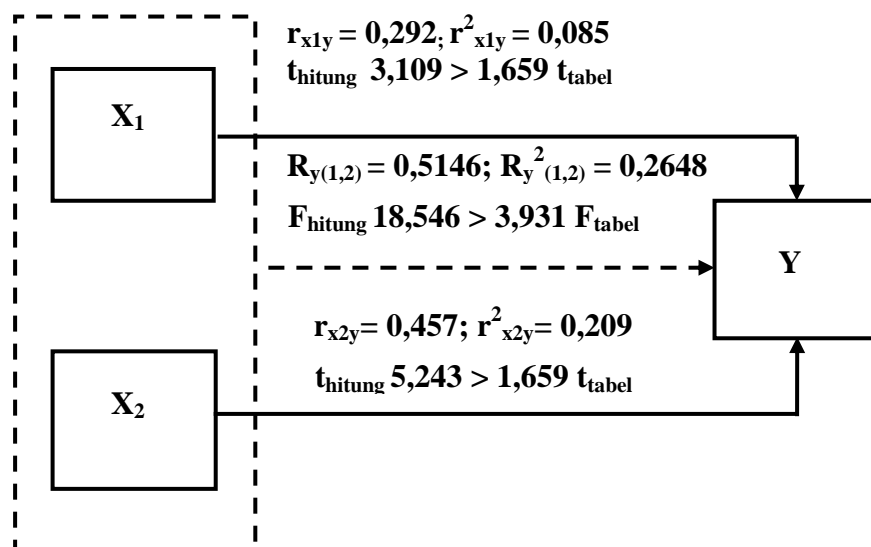 r_x1y = 0,292; r²_x1y = 0,085
t_hitung 3,109 > 1,659 t_tabel
X₁
R_y(1,2) = 0,5146; R_y²_(1,2) = 0,2648
F_hitung 18,546 > 3,931 F_tabel
Y
r_x2y = 0,457; r²_x2y = 0,209
t_hitung 5,243 > 1,659 t_tabel
X₂